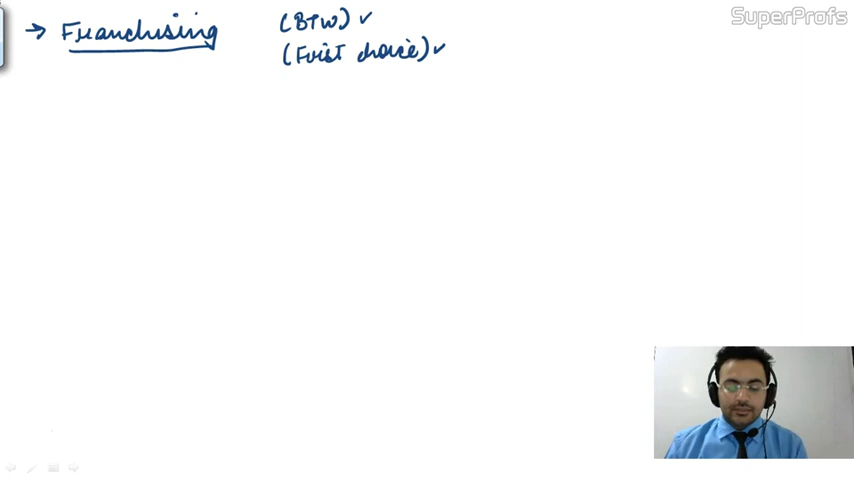 SuperProfs
→ Franchising (BTW) ✓
(First choice) ✓